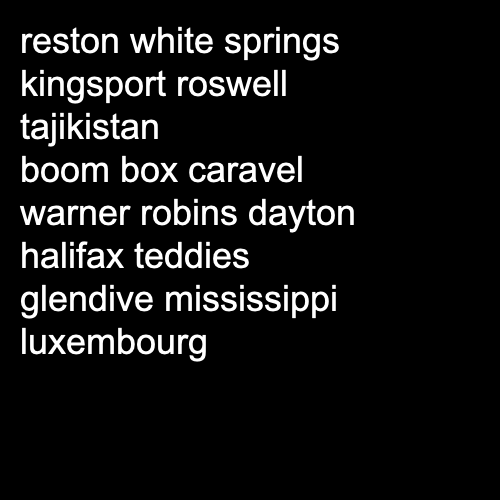 reston white springs
kingsport roswell
tajikistan
boom box caravel
warner robins dayton
halifax teddies
glendive mississippi
luxembourg